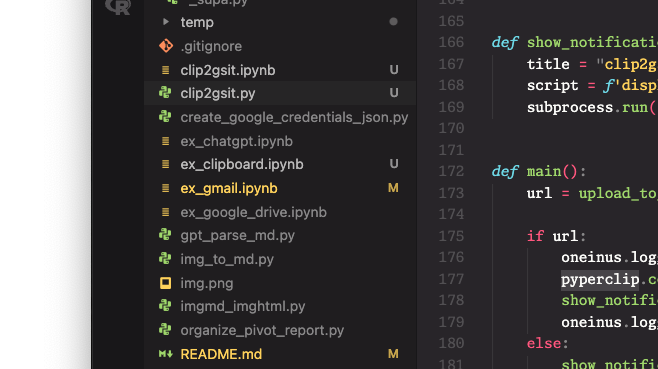 _supa.py
temp
.gitignore
clip2gsit.ipynb U
clip2gsit.py U
create_google_credentials_json.py
ex_chatgpt.ipynb
ex_clipboard.ipynb U
ex_gmail.ipynb M
ex_google_drive.ipynb
gpt_parse_md.py
img_to_md.py
img.png
imgmd_imghtml.py
organize_pivot_report.py
README.md M
164
165
166 def show_notificati
167 title = "clip2g
168 script = f'disp
169 subprocess.run(
170
171
172 def main():
173 url = upload_to
174
175 if url:
176 oneinus.log
177 pyperclip.c
178 show_notifi
179 oneinus.log
180 else:
181 show_notifi